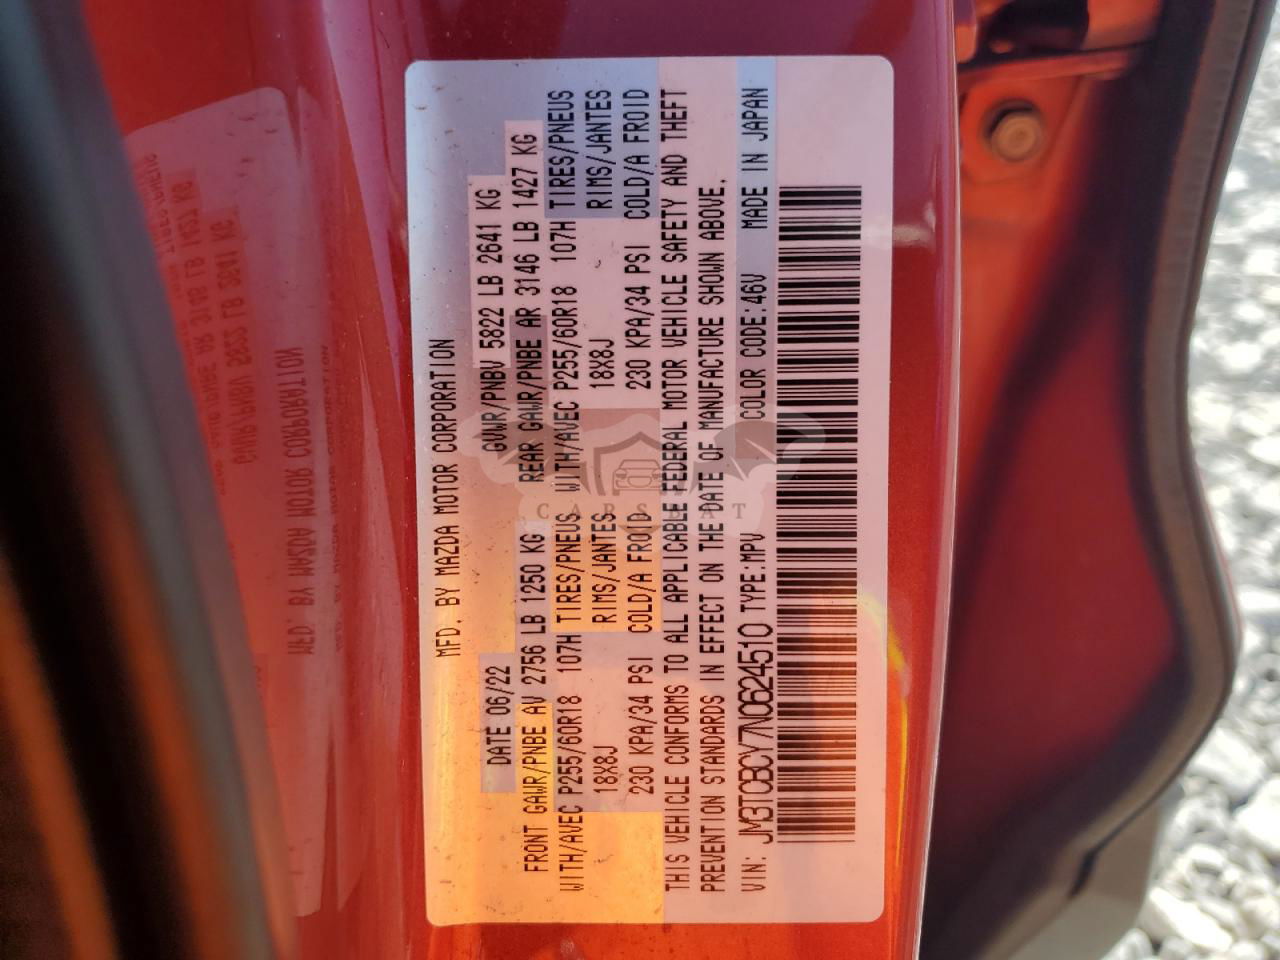 MFD. BY MAZDA MOTOR CORPORATION
DATE 06/22 GVWR/PNBV 5822 LB 2641 KG
FRONT GAWR/PNBE AV 2756 LB 1250 KG REAR GAWR/PNBE AR 3146 LB 1427 KG
WITH/AVEC P255/60R18 107H TIRES/PNEUS WITH/AVEC P255/60R18 107H TIRES/PNEUS
18X8J RIMS/JANTES 18X8J RIMS/JANTES
230 KPA/34 PSI COLD/A FROID 230 KPA/34 PSI COLD/A FROID
THIS VEHICLE CONFORMS TO ALL APPLICABLE FEDERAL MOTOR VEHICLE SAFETY AND THEFT
PREVENTION STANDARDS IN EFFECT ON THE DATE OF MANUFACTURE SHOWN ABOVE.
VIN: JM3TCBCY7N0624510 TYPE:MPV COLOR CODE:46V MADE IN JAPAN
CARSBAT